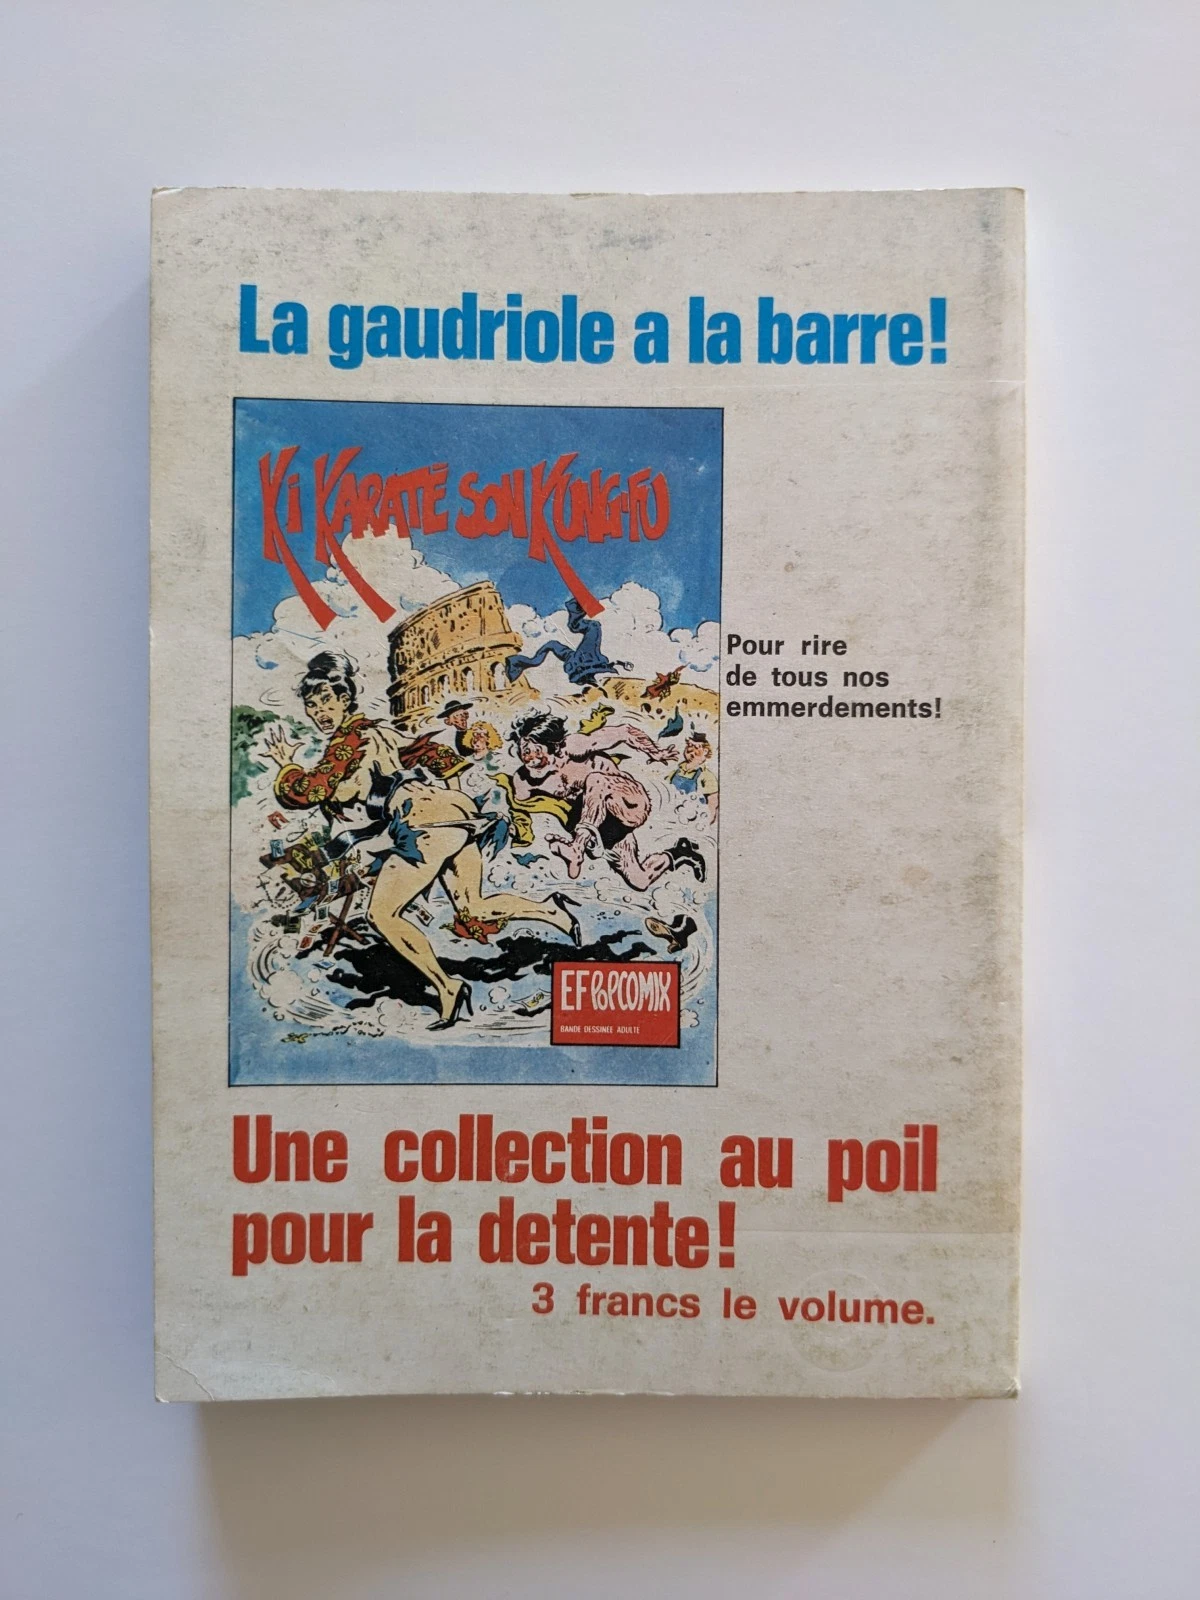 La gaudriole a la barre!
KI KARATÉ SON KUNG-FU
Pour rire
de tous nos
emmerdements!
EF POPCOMIX
BANDE DESSINEE ADULTE
Une collection au poil
pour la detente!
3 francs le volume.